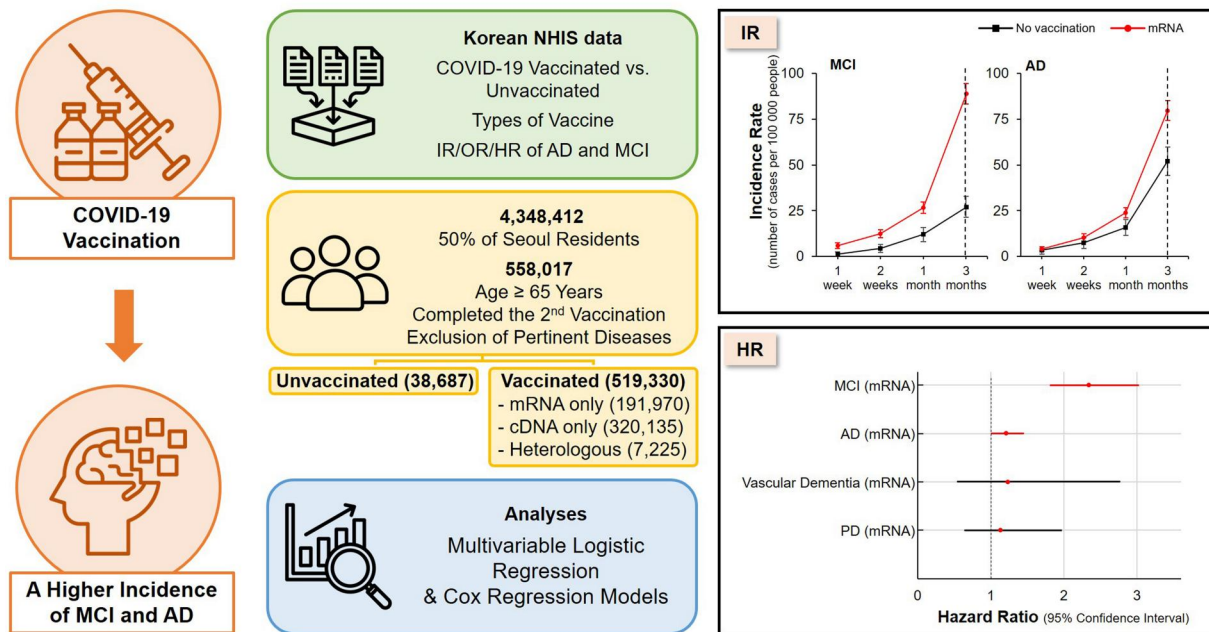 COVID-19
Vaccination
A Higher Incidence
of MCI and AD
Korean NHIS data
COVID-19 Vaccinated vs.
Unvaccinated
Types of Vaccine
IR/OR/HR of AD and MCI
4,348,412
50% of Seoul Residents
558,017
Age ≥ 65 Years
Completed the 2nd Vaccination
Exclusion of Pertinent Diseases
Unvaccinated (38,687)
Vaccinated (519,330)
- mRNA only (191,970)
- cDNA only (320,135)
- Heterologous (7,225)
Analyses
Multivariable Logistic
Regression
& Cox Regression Models
IR
No vaccination
mRNA
Incidence Rate
(number of cases per 100 000 people)
MCI
100
75
50
25
0
1 week
2 weeks
1 month
3 months
AD
100
75
50
25
0
1 week
2 weeks
1 month
3 months
HR
MCI (mRNA)
AD (mRNA)
Vascular Dementia (mRNA)
PD (mRNA)
0
1
2
3
Hazard Ratio (95% Confidence Interval)